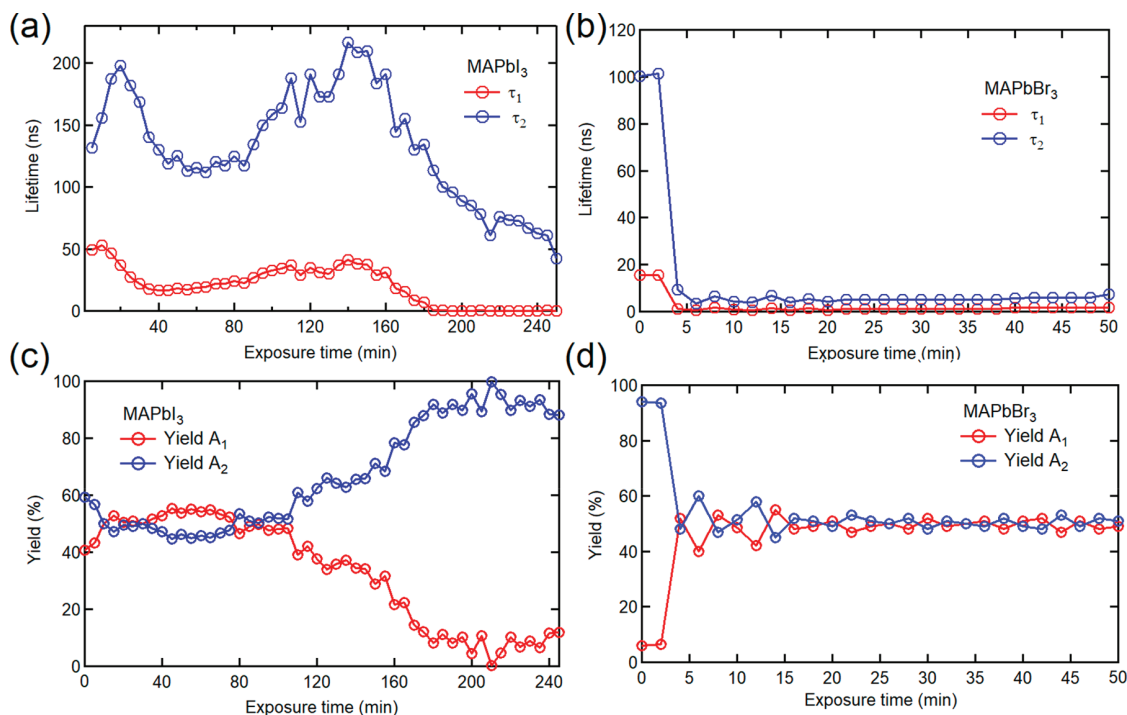 (a)
MAPbI3
τ1
τ2
Lifetime (ns)
200
150
100
50
0
40
80
120
160
200
240
Exposure time (min)
(b)
MAPbBr3
τ1
τ2
Lifetime (ns)
120
100
80
60
40
20
0
0
5
10
15
20
25
30
35
40
45
50
Exposure time (min)
(c)
MAPbI3
Yield A1
Yield A2
Yield (%)
100
80
60
40
20
0
0
40
80
120
160
200
240
Exposure time (min)
(d)
MAPbBr3
Yield A1
Yield A2
Yield (%)
100
80
60
40
20
0
0
5
10
15
20
25
30
35
40
45
50
Exposure time (min)